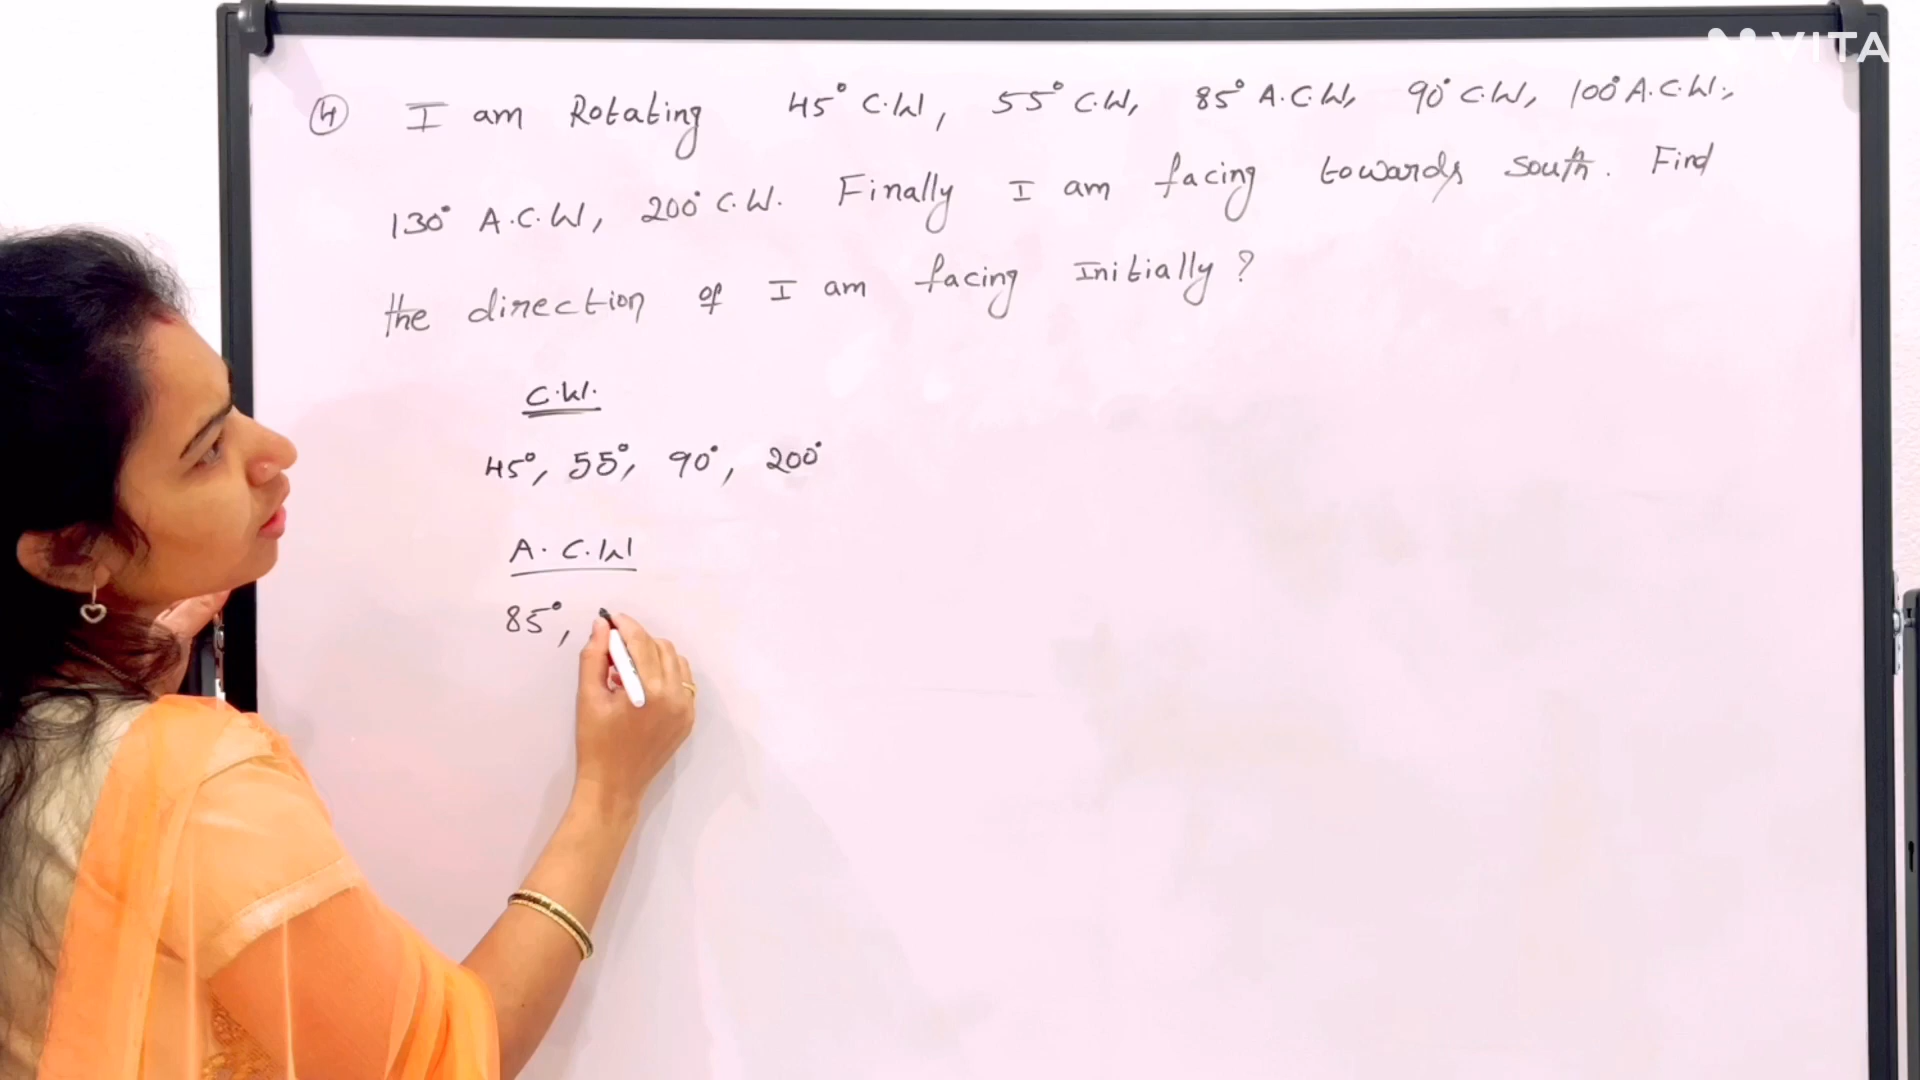 VITA
④ I am Rotating 45° C.W, 55° C.W, 85° A.C.W, 90° C.W, 100° A.C.W,
130° A.C.W, 200° C.W. Finally I am facing towards south. Find
the direction of I am facing Initially?
C.W.
45°, 55°, 90°, 200°
A.C.W
85°,